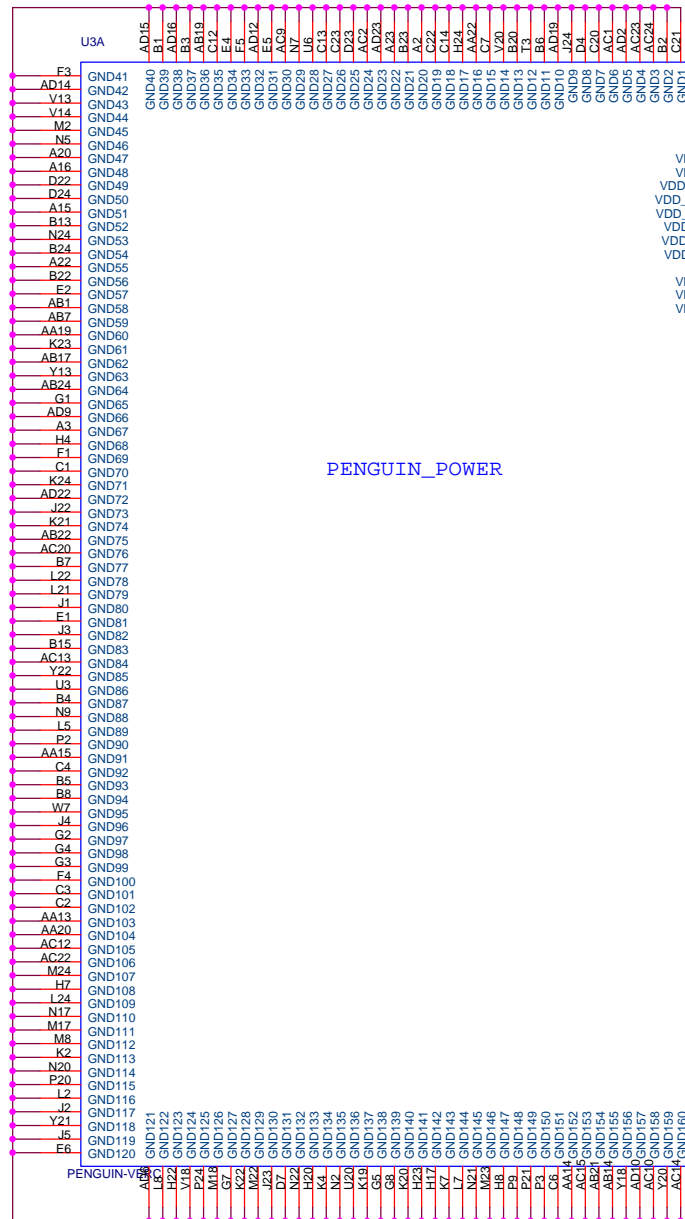 U3A
AD15
B1
AD16
B3
AB19
C12
E4
E5
AD12
E5
AC9
N7
U6
C13
C23
D23
AC2
AD23
A23
B23
A2
C22
C14
H24
AA22
C7
V20
B20
T3
B6
AD19
J24
D4
C20
AC1
AD2
AC23
AC24
B2
C21
GND40
GND39
GND38
GND37
GND36
GND35
GND34
GND33
GND32
GND31
GND30
GND29
GND28
GND27
GND26
GND25
GND24
GND23
GND22
GND21
GND20
GND19
GND18
GND17
GND16
GND15
GND14
GND13
GND12
GND11
GND10
GND9
GND8
GND7
GND6
GND5
GND4
GND3
GND2
GND1
F3 GND41
AD14 GND42
V13 GND43
V14 GND44
M2 GND45
N5 GND46
A20 GND47
A16 GND48
D22 GND49
D24 GND50
A15 GND51
B13 GND52
N24 GND53
B24 GND54
A22 GND55
B22 GND56
E2 GND57
AB1 GND58
AB7 GND59
AA19 GND60
K23 GND61
AB17 GND62
Y13 GND63
AB24 GND64
G1 GND65
AD9 GND66
A3 GND67
H4 GND68
F1 GND69
C1 GND70
K24 GND71
AD22 GND72
J22 GND73
K21 GND74
AB22 GND75
AC20 GND76
B7 GND77
L22 GND78
L21 GND79
J1 GND80
E1 GND81
J3 GND82
B15 GND83
AC13 GND84
Y22 GND85
U3 GND86
B4 GND87
N9 GND88
L5 GND89
P2 GND90
AA15 GND91
C4 GND92
B5 GND93
B8 GND94
W7 GND95
J4 GND96
G2 GND97
G4 GND98
G3 GND99
F4 GND100
C3 GND101
C2 GND102
AA13 GND103
AA20 GND104
AC12 GND105
AC22 GND106
M24 GND107
H7 GND108
L24 GND109
N17 GND110
M17 GND111
M8 GND112
K2 GND113
N20 GND114
P20 GND115
L2 GND116
J2 GND117
Y21 GND118
J5 GND119
E6 GND120
VDD
VDD_
VDD
VDD
PENGUIN_POWER
GND121
GND122
GND123
GND124
GND125
GND126
GND127
GND128
GND129
GND130
GND131
GND132
GND133
GND134
GND135
GND136
GND137
GND138
GND139
GND140
GND141
GND142
GND143
GND144
GND145
GND146
GND147
GND148
GND149
GND150
GND151
GND152
GND153
GND154
GND155
GND156
GND157
GND158
GND159
GND160
L8
H22
V18
P24
M18
G7
K22
M22
J23
D7
N22
H20
K4
N2
U20
K19
G5
G8
K20
H23
H17
K7
L7
N21
M23
H8
P9
P21
P3
C6
AA14
AC15
AB21
AB14
Y18
AD10
AC10
Y20
AC14